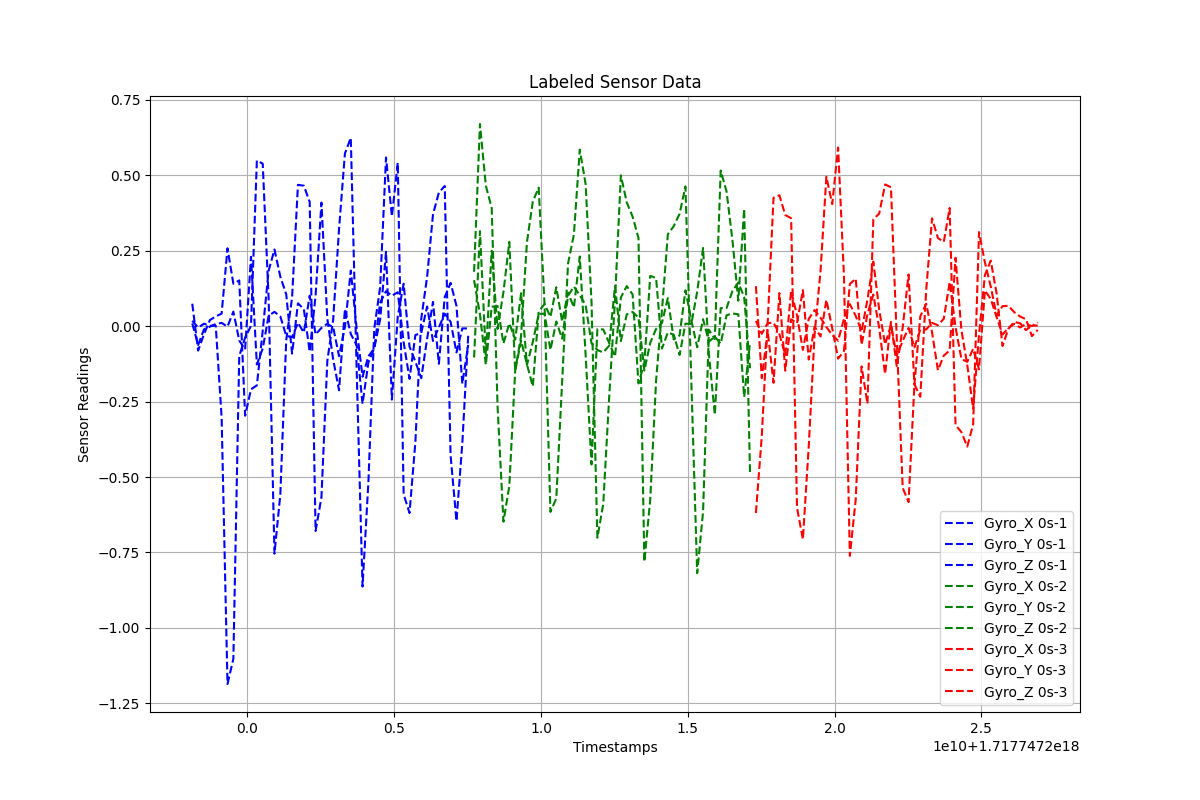 Labeled Sensor Data
0.75
0.50
0.25
0.00
−0.25
−0.50
−0.75
−1.00
−1.25
Sensor Readings
0.0
0.5
1.0
1.5
2.0
2.5
Timestamps
1e10+1.7177472e18
Gyro_X 0s-1
Gyro_Y 0s-1
Gyro_Z 0s-1
Gyro_X 0s-2
Gyro_Y 0s-2
Gyro_Z 0s-2
Gyro_X 0s-3
Gyro_Y 0s-3
Gyro_Z 0s-3